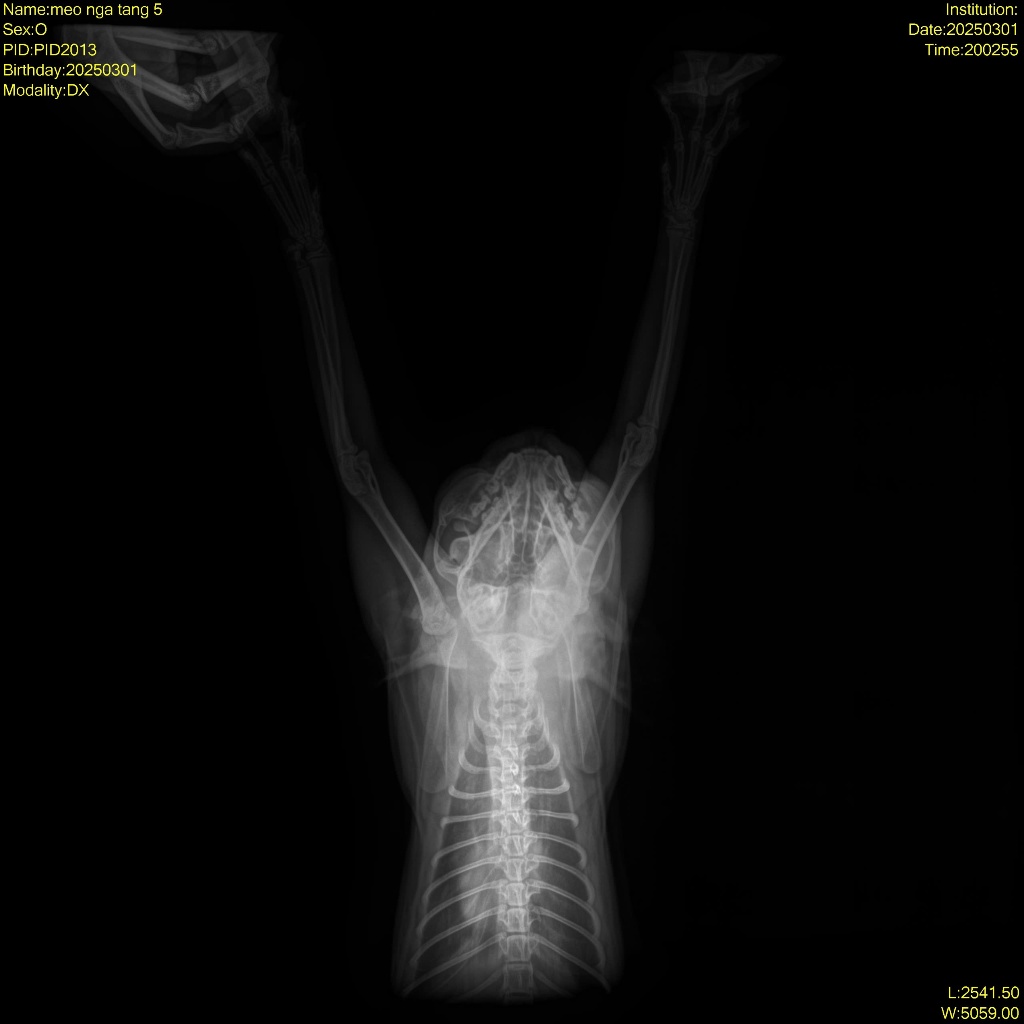 Name:meo nga tang 5
Sex:O
PID:PID2013
Birthday:20250301
Modality:DX
Institution:
Date:20250301
Time:200255
L:2541.50
W:5059.00